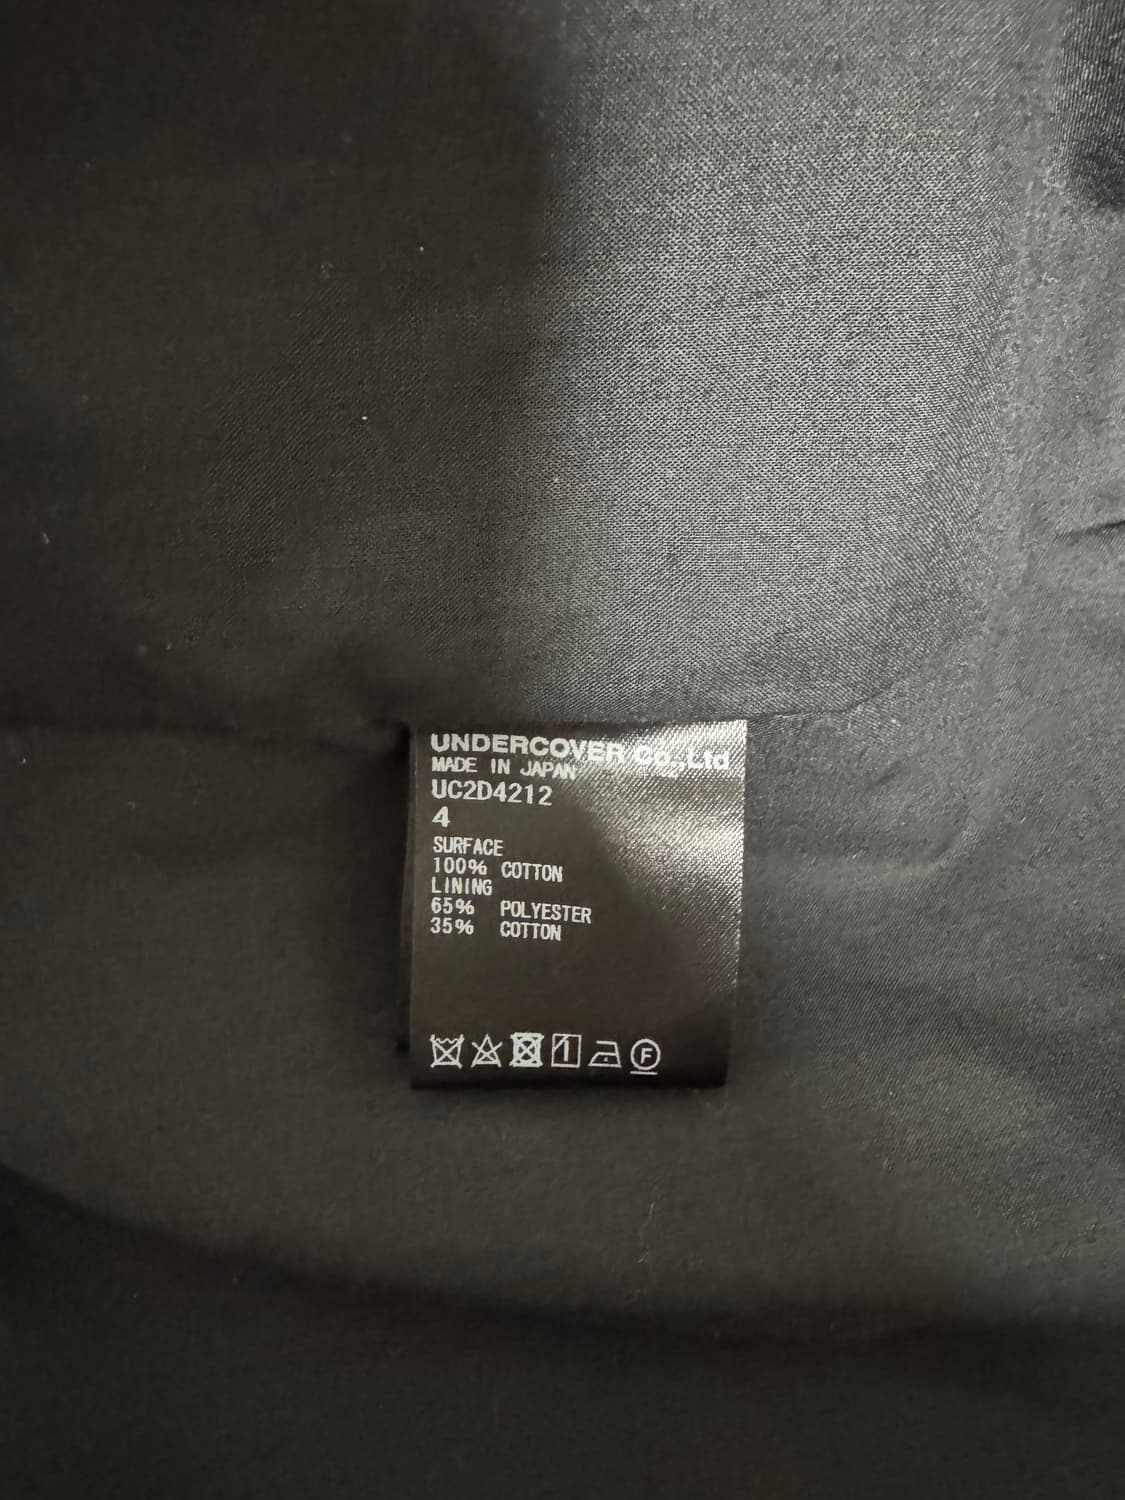 UNDERCOVER Co.,Ltd
MADE IN JAPAN
UC2D4212
4
SURFACE
100% COTTON
LINING
65% POLYESTER
35% COTTON
F